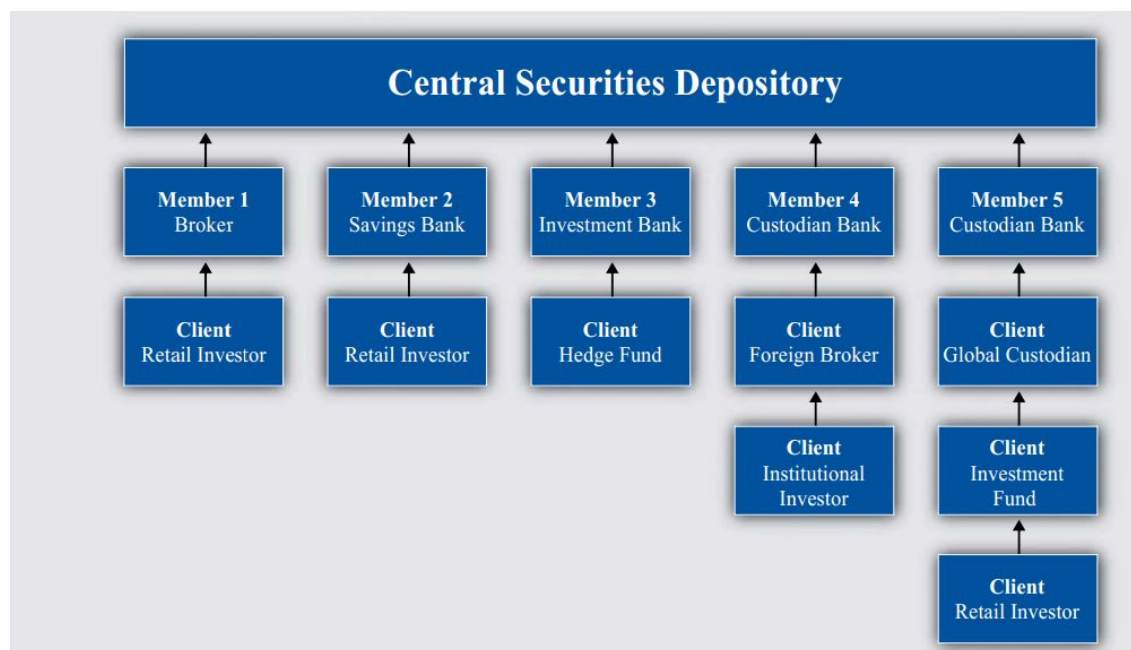 Central Securities Depository
Member 1
Broker
Member 2
Savings Bank
Member 3
Investment Bank
Member 4
Custodian Bank
Member 5
Custodian Bank
Client
Retail Investor
Client
Retail Investor
Client
Hedge Fund
Client
Foreign Broker
Client
Global Custodian
Client
Institutional
Investor
Client
Investment
Fund
Client
Retail Investor